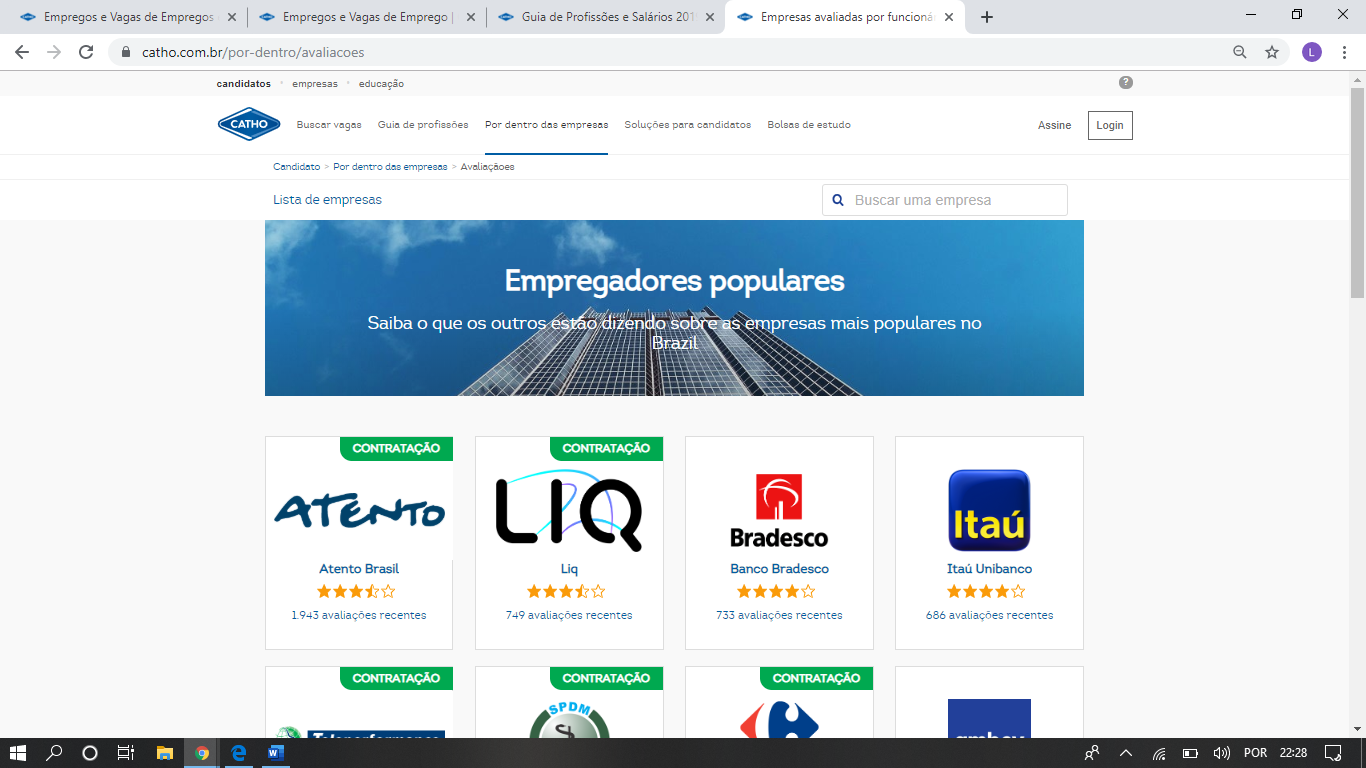 Empregos e Vagas de Empregos
Empregos e Vagas de Emprego |
Guia de Profissões e Salários 201
Empresas avaliadas por funcioná
catho.com.br/por-dentro/avaliacoes
L
candidatos
empresas
educação
?
CATHO
Buscar vagas
Guia de profissões
Por dentro das empresas
Soluções para candidatos
Bolsas de estudo
Assine
Login
Candidato > Por dentro das empresas > Avaliaçãoes
Lista de empresas
Buscar uma empresa
Empregadores populares
Saiba o que os outros estão dizendo sobre as empresas mais populares no
Brazil
CONTRATAÇÃO
ATENTO
Atento Brasil
1.943 avaliações recentes
CONTRATAÇÃO
LIQ
Liq
749 avaliações recentes
Bradesco
Banco Bradesco
733 avaliações recentes
Itaú
Itaú Unibanco
686 avaliações recentes
CONTRATAÇÃO
Teleperformance
CONTRATAÇÃO
SPDM
CONTRATAÇÃO
ambev
POR
22:28